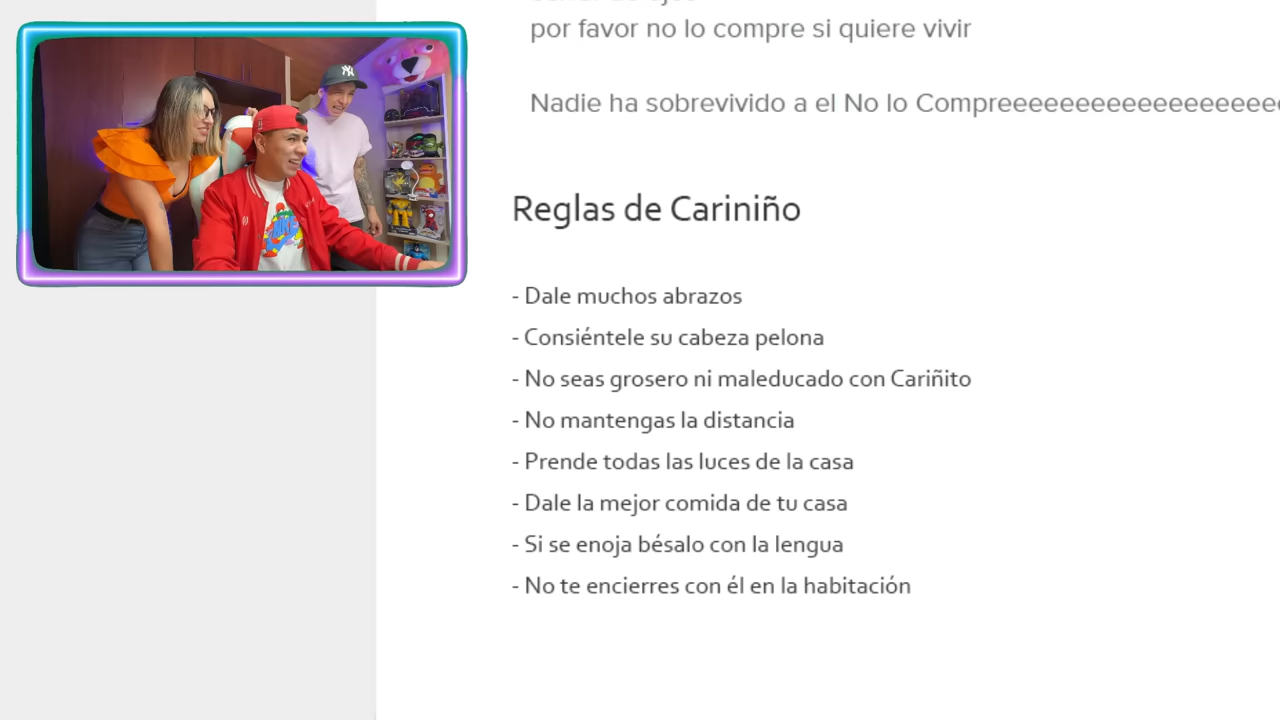 por favor no lo compre si quiere vivir
Nadie ha sobrevivido a el No lo Compreeeeeeeeeeeeeeeeeee
Reglas de Cariniño
- Dale muchos abrazos
- Consiéntele su cabeza pelona
- No seas grosero ni maleducado con Cariñito
- No mantengas la distancia
- Prende todas las luces de la casa
- Dale la mejor comida de tu casa
- Si se enoja bésalo con la lengua
- No te encierres con él en la habitación